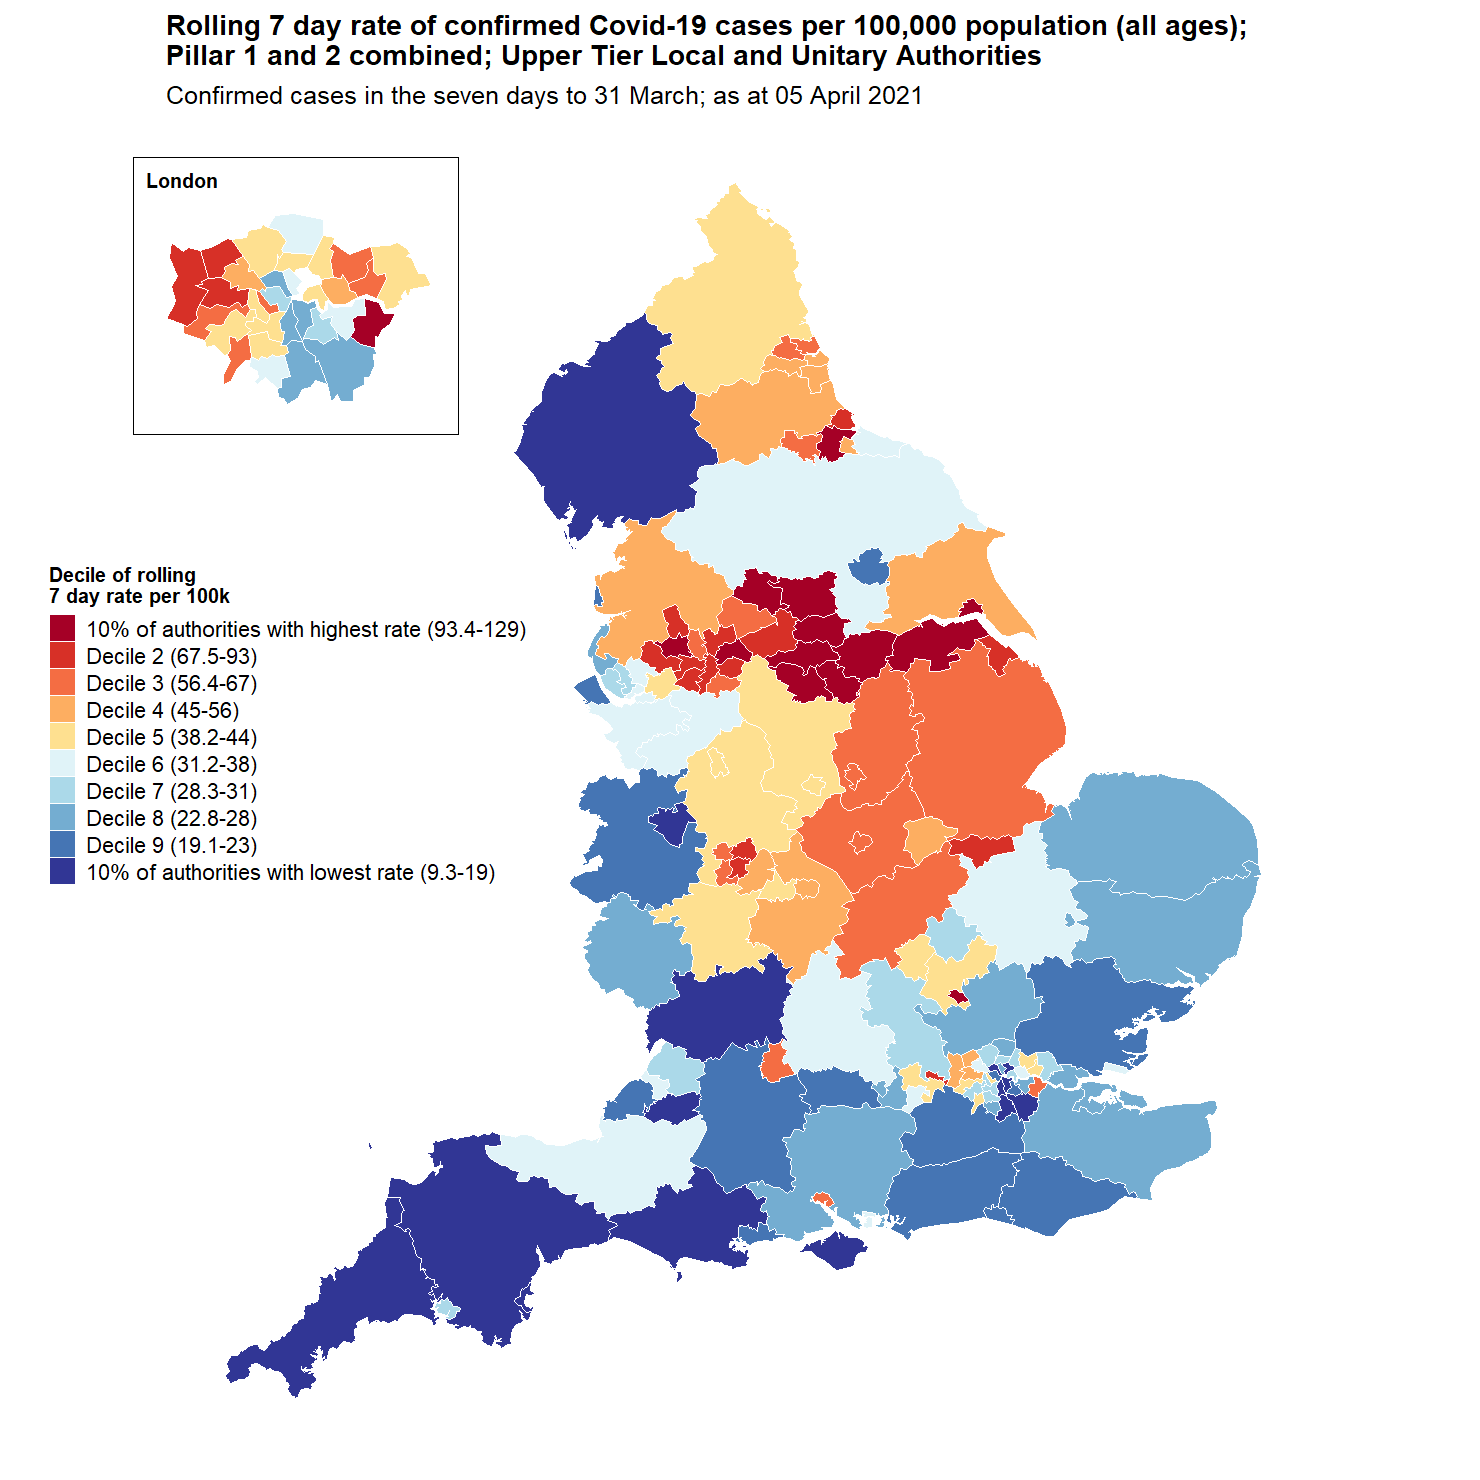 Rolling 7 day rate of confirmed Covid-19 cases per 100,000 population (all ages);
Pillar 1 and 2 combined; Upper Tier Local and Unitary Authorities
Confirmed cases in the seven days to 31 March; as at 05 April 2021
London
Decile of rolling
7 day rate per 100k
10% of authorities with highest rate (93.4-129)
Decile 2 (67.5-93)
Decile 3 (56.4-67)
Decile 4 (45-56)
Decile 5 (38.2-44)
Decile 6 (31.2-38)
Decile 7 (28.3-31)
Decile 8 (22.8-28)
Decile 9 (19.1-23)
10% of authorities with lowest rate (9.3-19)